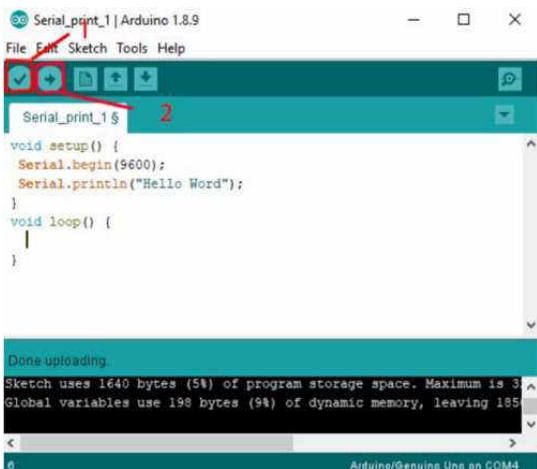 Serial_print_1 | Arduino 1.8.9
1
File Edit Sketch Tools Help
Serial_print_1 §
2
void setup() {
Serial.begin(9600);
Serial.println("Hello Word");
}
void loop() {
}
Done uploading.
Sketch uses 1640 bytes (5%) of program storage space. Maximum is 3
Global variables use 198 bytes (9%) of dynamic memory, leaving 185
6
Arduino/Genuino Uno on COM4